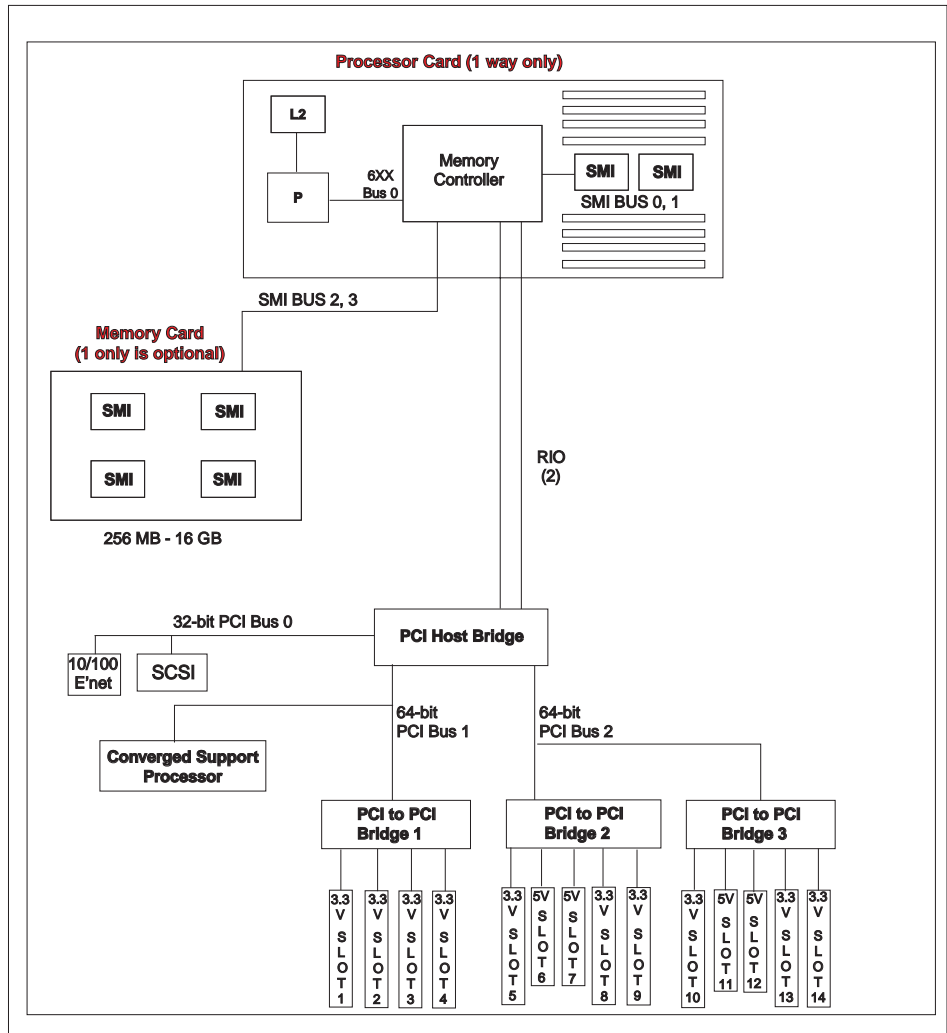 Processor Card (1 way only)
L2
P
6XX
Bus 0
Memory
Controller
SMI
SMI
SMI BUS 0, 1
SMI BUS 2, 3
Memory Card
(1 only is optional)
SMI
SMI
SMI
SMI
256 MB - 16 GB
RIO
(2)
32-bit PCI Bus 0
PCI Host Bridge
10/100
E'net
SCSI
64-bit
PCI Bus 1
64-bit
PCI Bus 2
Converged Support
Processor
PCI to PCI
Bridge 1
PCI to PCI
Bridge 2
PCI to PCI
Bridge 3
3.3 V SLOT 1
3.3 V SLOT 2
3.3 V SLOT 3
3.3 V SLOT 4
3.3 V SLOT 5
5V SLOT 6
5V SLOT 7
3.3 V SLOT 8
3.3 V SLOT 9
3.3 V SLOT 10
5V SLOT 11
5V SLOT 12
3.3 V SLOT 13
3.3 V SLOT 14